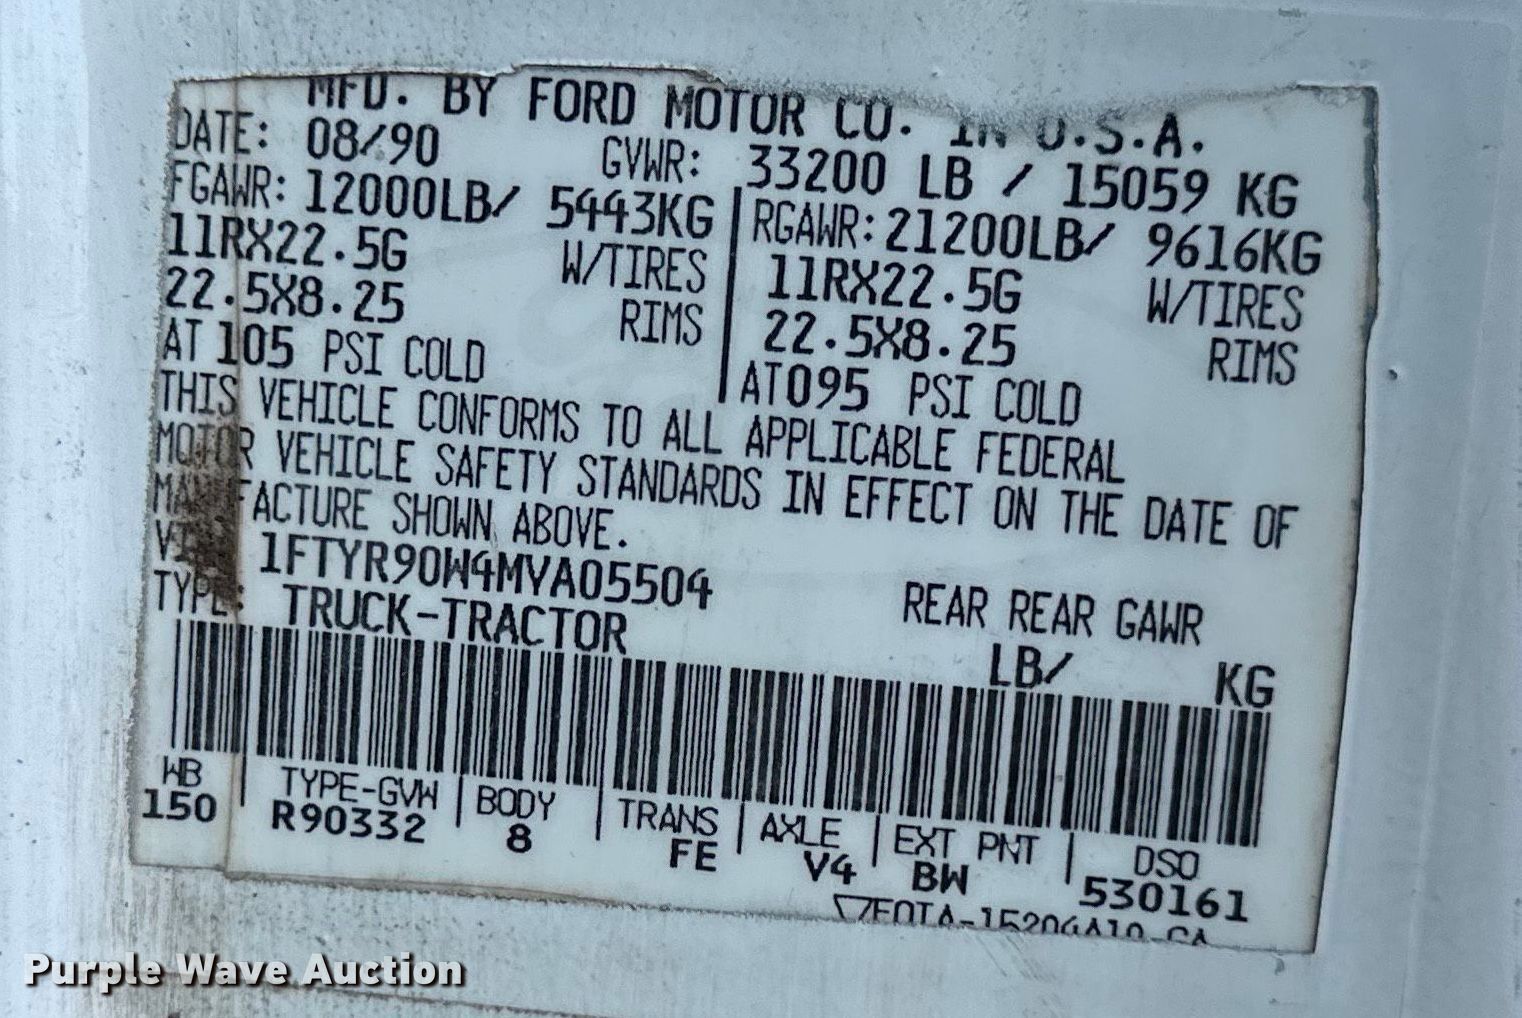 MFD. BY FORD MOTOR CO. IN U.S.A.
DATE: 08/90 GVWR: 33200 LB / 15059 KG
FGAWR: 12000LB/ 5443KG RGAWR: 21200LB/ 9616KG
11RX22.5G W/TIRES 11RX22.5G W/TIRES
22.5X8.25 RIMS 22.5X8.25 RIMS
AT 105 PSI COLD AT 095 PSI COLD
THIS VEHICLE CONFORMS TO ALL APPLICABLE FEDERAL
MOTOR VEHICLE SAFETY STANDARDS IN EFFECT ON THE DATE OF
MANUFACTURE SHOWN ABOVE.
VIN: 1FTYR90W4MVA05504 REAR REAR GAWR
TYPE: TRUCK-TRACTOR LB/ KG
WB TYPE-GVW BODY TRANS AXLE EXT PNT DSO
150 R90332 8 FE V4 BW 530161
Purple Wave Auction